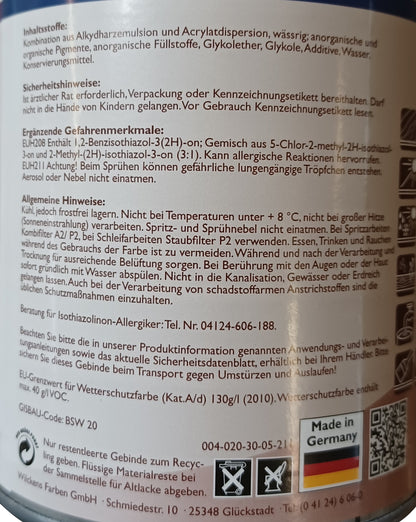 Inhaltsstoffe:
Kombination aus Alkydharzemulsion und Acrylatdispersion, wässrig; anorganische und
organische Pigmente, anorganische Füllstoffe, Glykolether, Glykole, Additive, Wasser,
Konservierungsmittel.
Sicherheitshinweise:
Ist ärztlicher Rat erforderlich, Verpackung oder Kennzeichnungsetikett bereithalten. Darf
nicht in die Hände von Kindern gelangen. Vor Gebrauch Kennzeichnungsetikett lesen.
Ergänzende Gefahrenmerkmale:
EUH208 Enthält 1,2-Benzisothiazol-3(2H)-on; Gemisch aus 5-Chlor-2-methyl-2H-isothiazol-
3-on und 2-Methyl-(2H)-isothiazol-3-on (3:1). Kann allergische Reaktionen hervorrufen.
EUH211 Achtung! Beim Sprühen können gefährliche lungengängige Tröpfchen entstehen.
Aerosol oder Nebel nicht einatmen.
Allgemeine Hinweise:
Kühl, jedoch frostfrei lagern. Nicht bei Temperaturen unter + 8 °C, nicht bei großer Hitze
(Sonneneinstrahlung) verarbeiten. Spritz- und Sprühnebel nicht einatmen. Bei Spritzarbeiten
Kombifilter A2/ P2, bei Schleifarbeiten Staubfilter P2 verwenden. Essen, Trinken und Rauchen
während des Gebrauchs der Farbe ist zu vermeiden. Während und nach der Verarbeitung und
Trocknung für ausreichende Belüftung sorgen. Bei Berührung mit den Augen oder der Haut
sofort gründlich mit Wasser abspülen. Nicht in die Kanalisation, Gewässer oder Erdreich
gelangen lassen. Auch bei der Verarbeitung von schadstoffarmen Anstrichstoffen sind die
üblichen Schutzmaßnahmen einzuhalten.
Beratung für Isothiazolinon-Allergiker: Tel. Nr. 04124-606-188.
Beachten Sie bitte die in unserer Produktinformation genannten Anwendungs- und Verarbei-
tungsanleitungen sowie das aktuelle Sicherheitsdatenblatt, erhältlich bei Ihrem Händler. Bitte
sichern Sie dieses Gebinde beim Transport gegen Umstürzen und Auslaufen!
EU-Grenzwert für Wetterschutzfarbe (Kat.A/d) 130g/l (2010). Wetterschutzfarbe enthält
max. 40 g/l VOC.
GISBAU-Code: BSW 20
004-020-30-05-21
Made in
Germany
Nur restentleerte Gebinde zum Recyc-
ling geben. Flüssige Materialreste bei
der Sammelstelle für Altlacke abgeben.
Wilckens Farben GmbH · Schmiedestr. 10 · 25348 Glückstadt · Tel. (0 41 24) 6 06-0